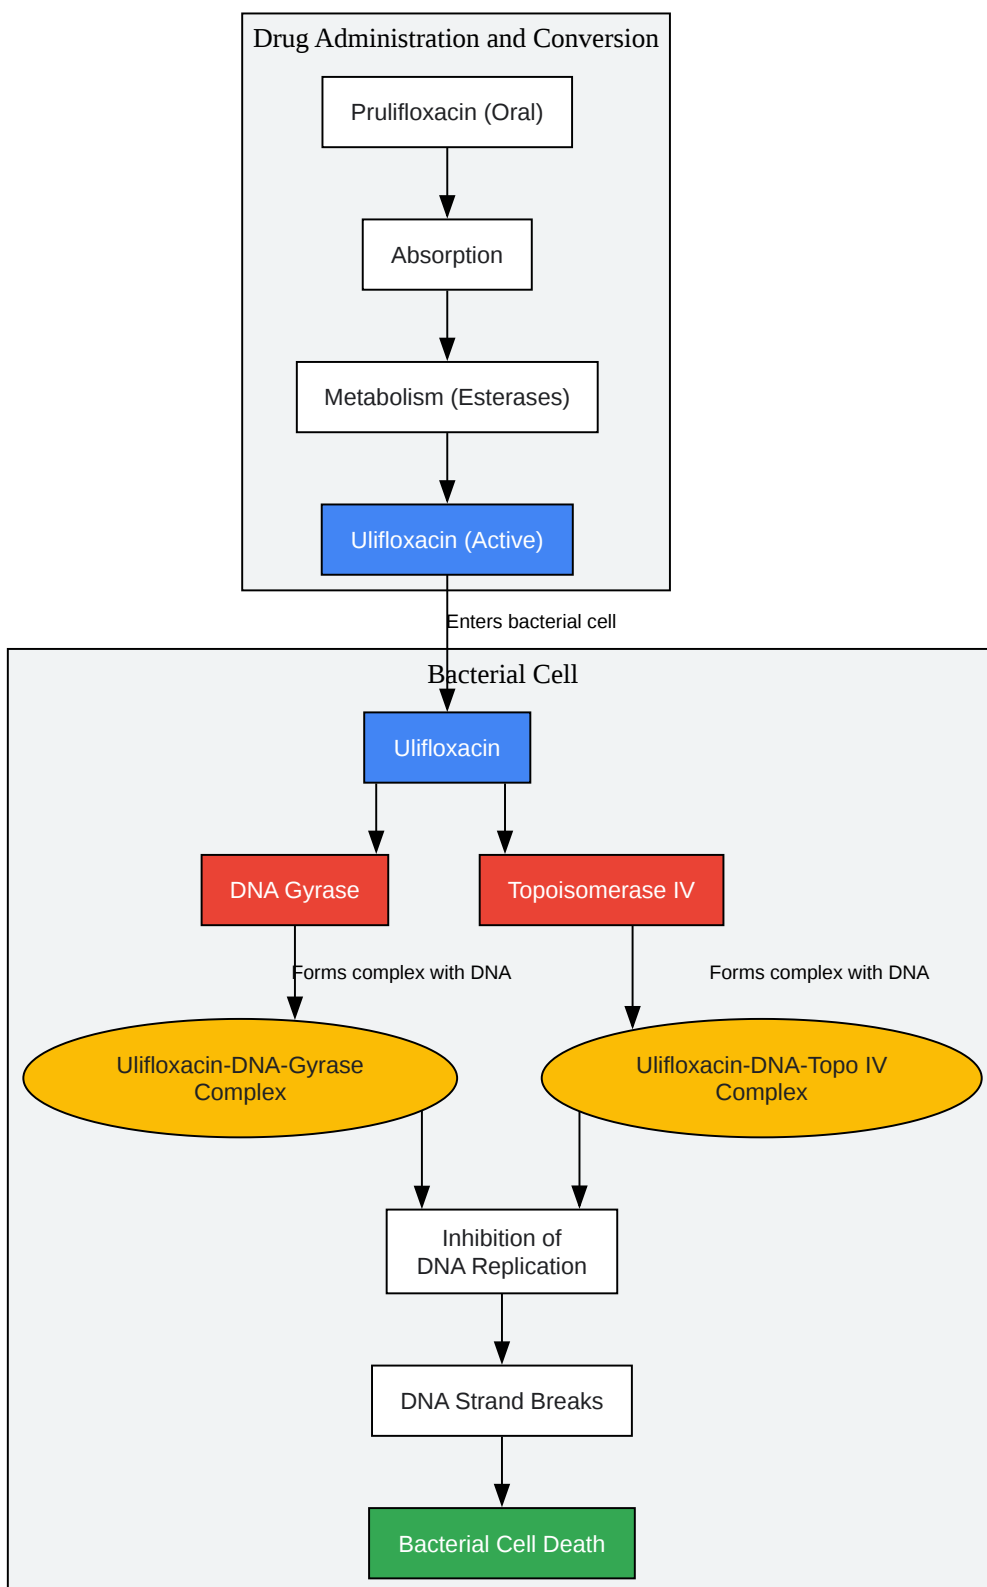 Drug Administration and Conversion
Prulifloxacin (Oral)
Absorption
Metabolism (Esterases)
Ulifloxacin (Active)
Enters bacterial cell
Bacterial Cell
Ulifloxacin
DNA Gyrase
Topoisomerase IV
Forms complex with DNA
Forms complex with DNA
Ulifloxacin-DNA-Gyrase
Complex
Ulifloxacin-DNA-Topo IV
Complex
Inhibition of
DNA Replication
DNA Strand Breaks
Bacterial Cell Death